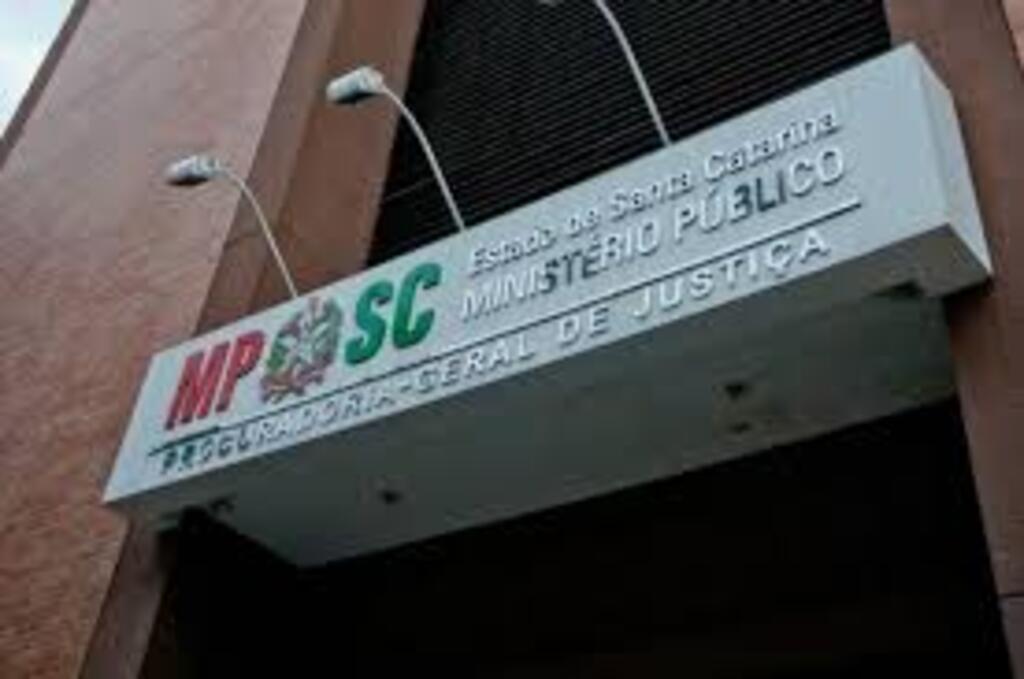 MP SC
Estado de Santa Catarina
MINISTÉRIO PÚBLICO
PROCURADORIA-GERAL DE JUSTIÇA